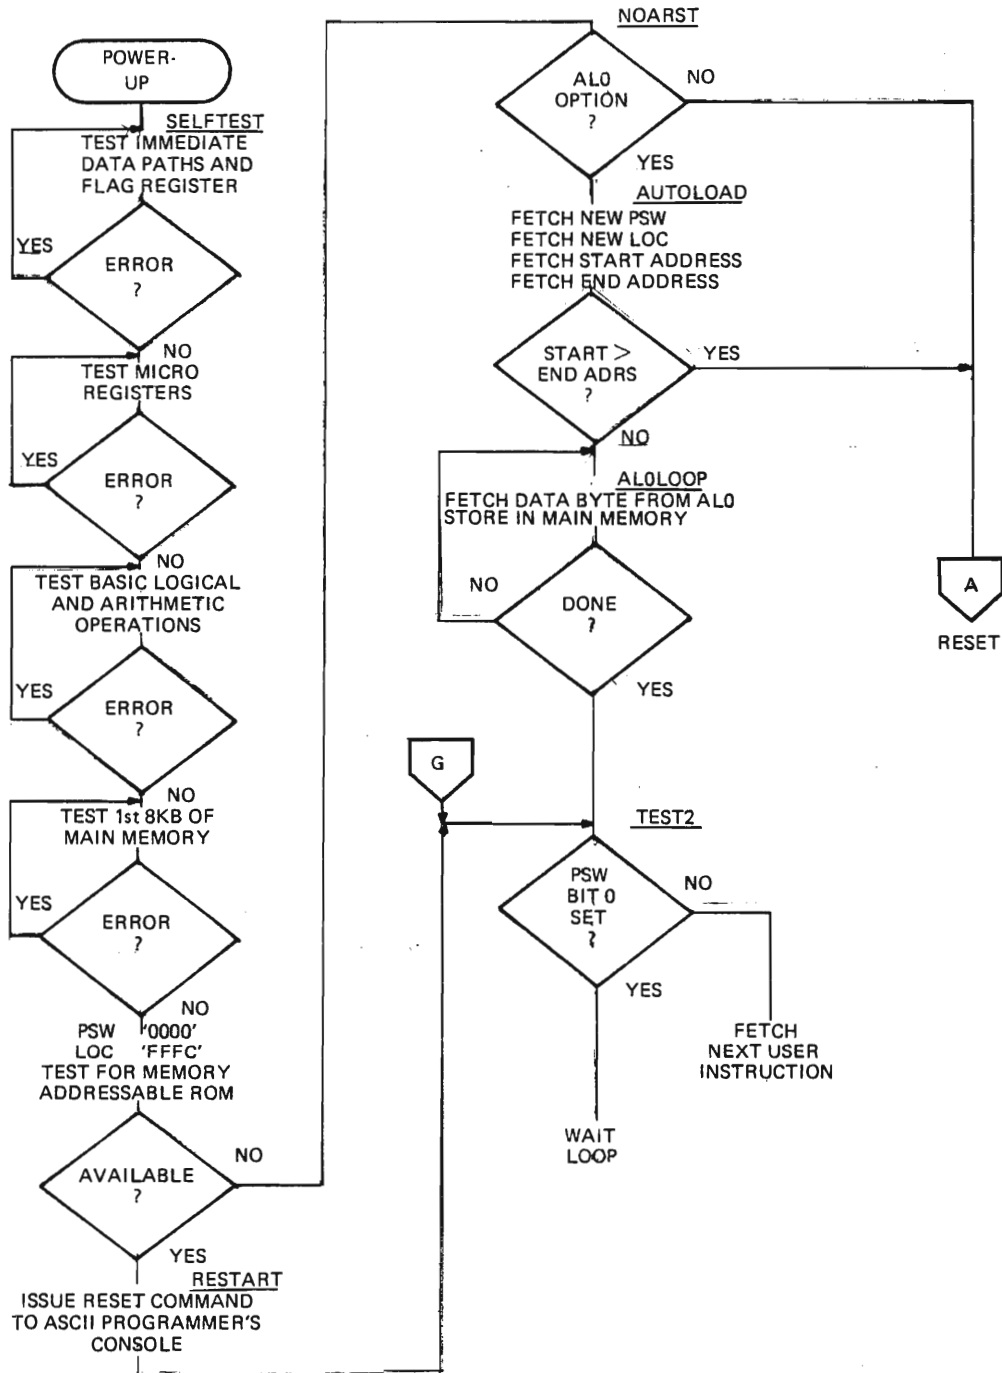 POWER-
UP
SELFTEST
TEST IMMEDIATE
DATA PATHS AND
FLAG REGISTER
YES
ERROR
?
NO
TEST MICRO
REGISTERS
YES
ERROR
?
NO
TEST BASIC LOGICAL
AND ARITHMETIC
OPERATIONS
YES
ERROR
?
NO
TEST 1st 8KB OF
MAIN MEMORY
YES
ERROR
?
NO
PSW '0000'
LOC 'FFFC'
TEST FOR MEMORY
ADDRESSABLE ROM
AVAILABLE
?
NO
YES
RESTART
ISSUE RESET COMMAND
TO ASCII PROGRAMMER'S
CONSOLE
NOARST
AL0
OPTION
?
NO
YES
AUTOLOAD
FETCH NEW PSW
FETCH NEW LOC
FETCH START ADDRESS
FETCH END ADDRESS
START >
END ADRS
?
YES
NO
AL0LOOP
FETCH DATA BYTE FROM AL0
STORE IN MAIN MEMORY
NO
DONE
?
YES
A
RESET
G
TEST2
PSW
BIT 0
SET
?
NO
YES
FETCH
NEXT USER
INSTRUCTION
WAIT
LOOP